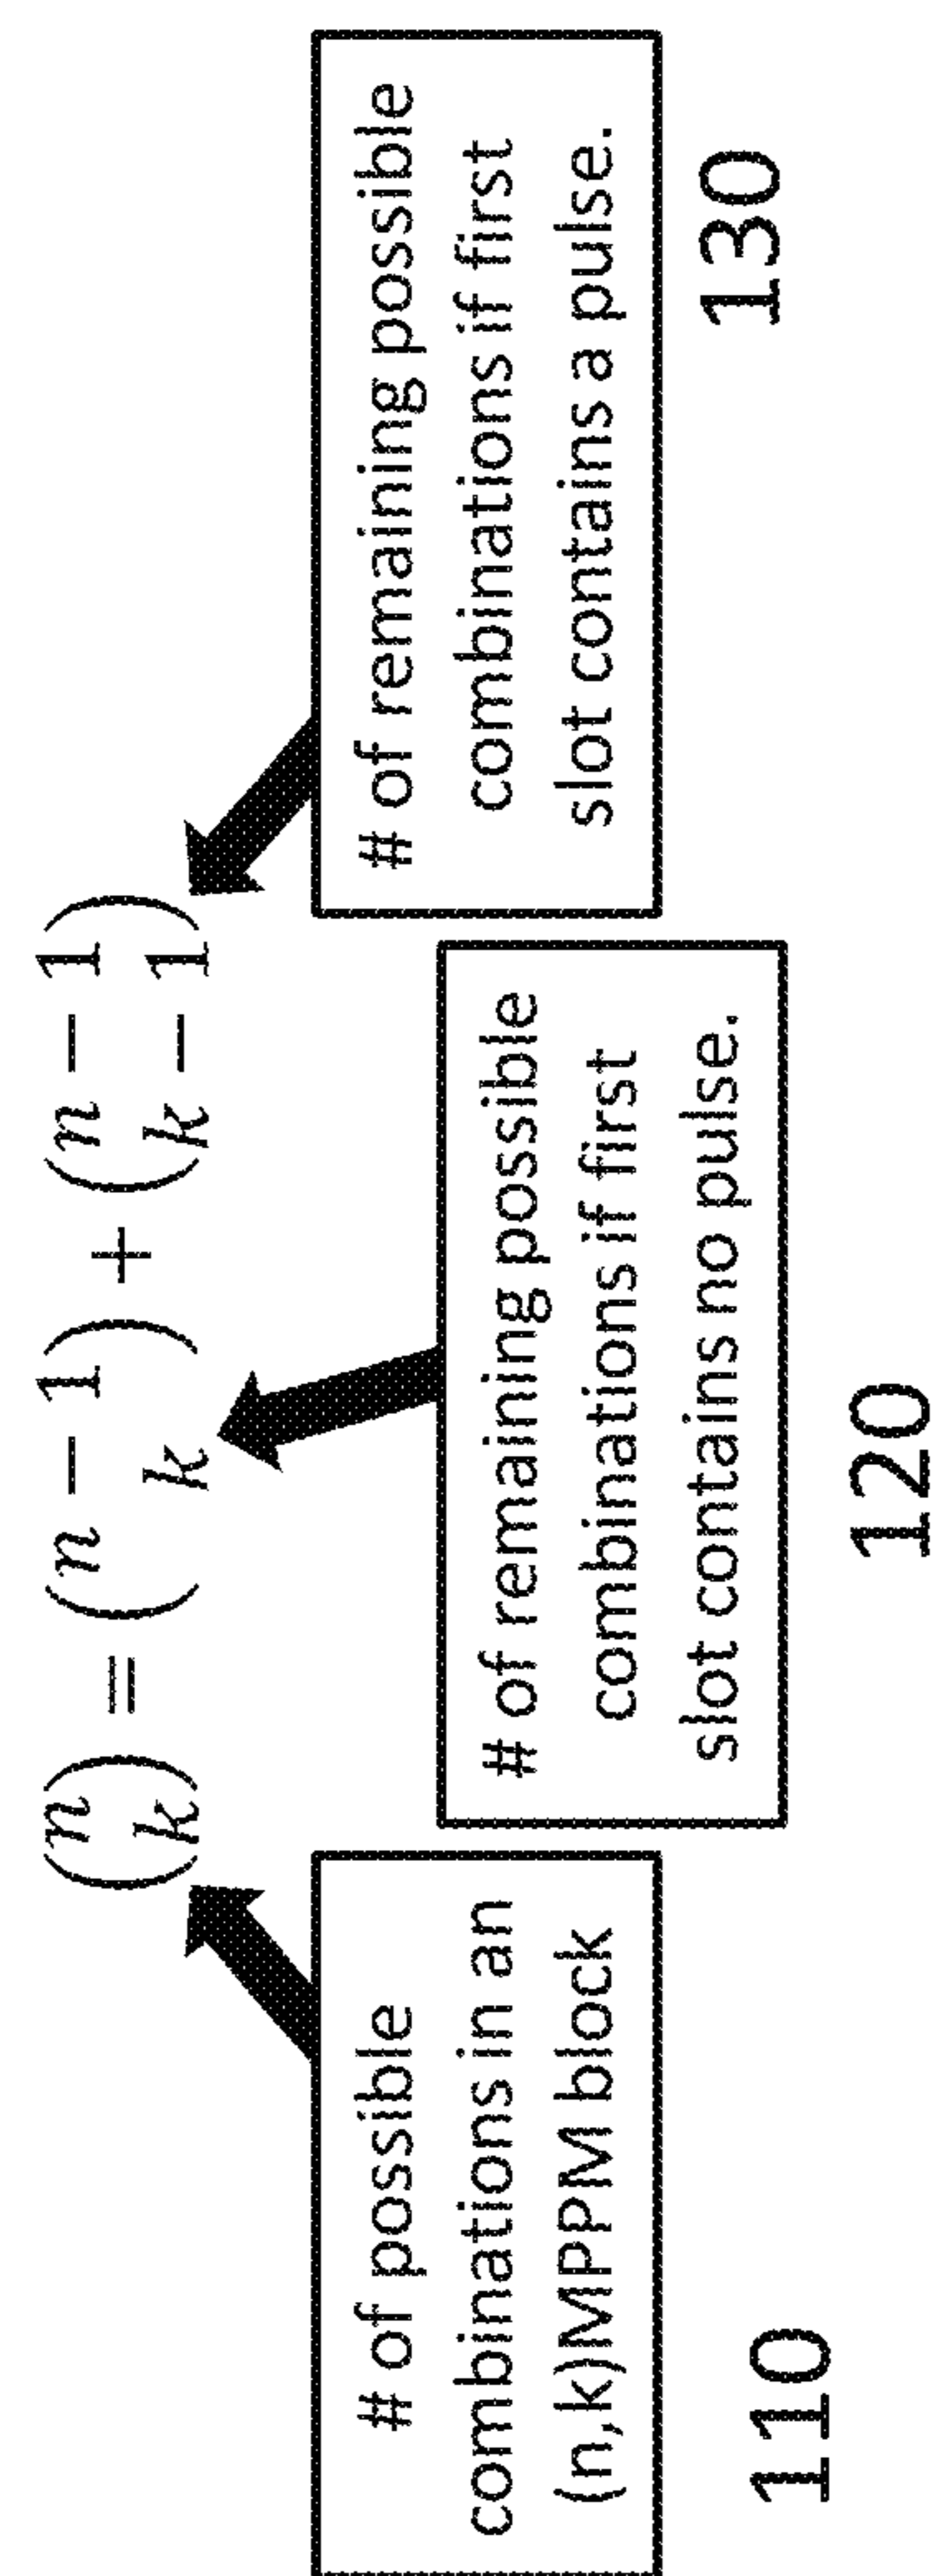 (n k) = (n − 1 k) + (n − 1 k − 1)
# of possible
combinations in an
(n,k)MPPM block
110
# of remaining possible
combinations if first
slot contains no pulse.
120
# of remaining possible
combinations if first
slot contains a pulse.
130